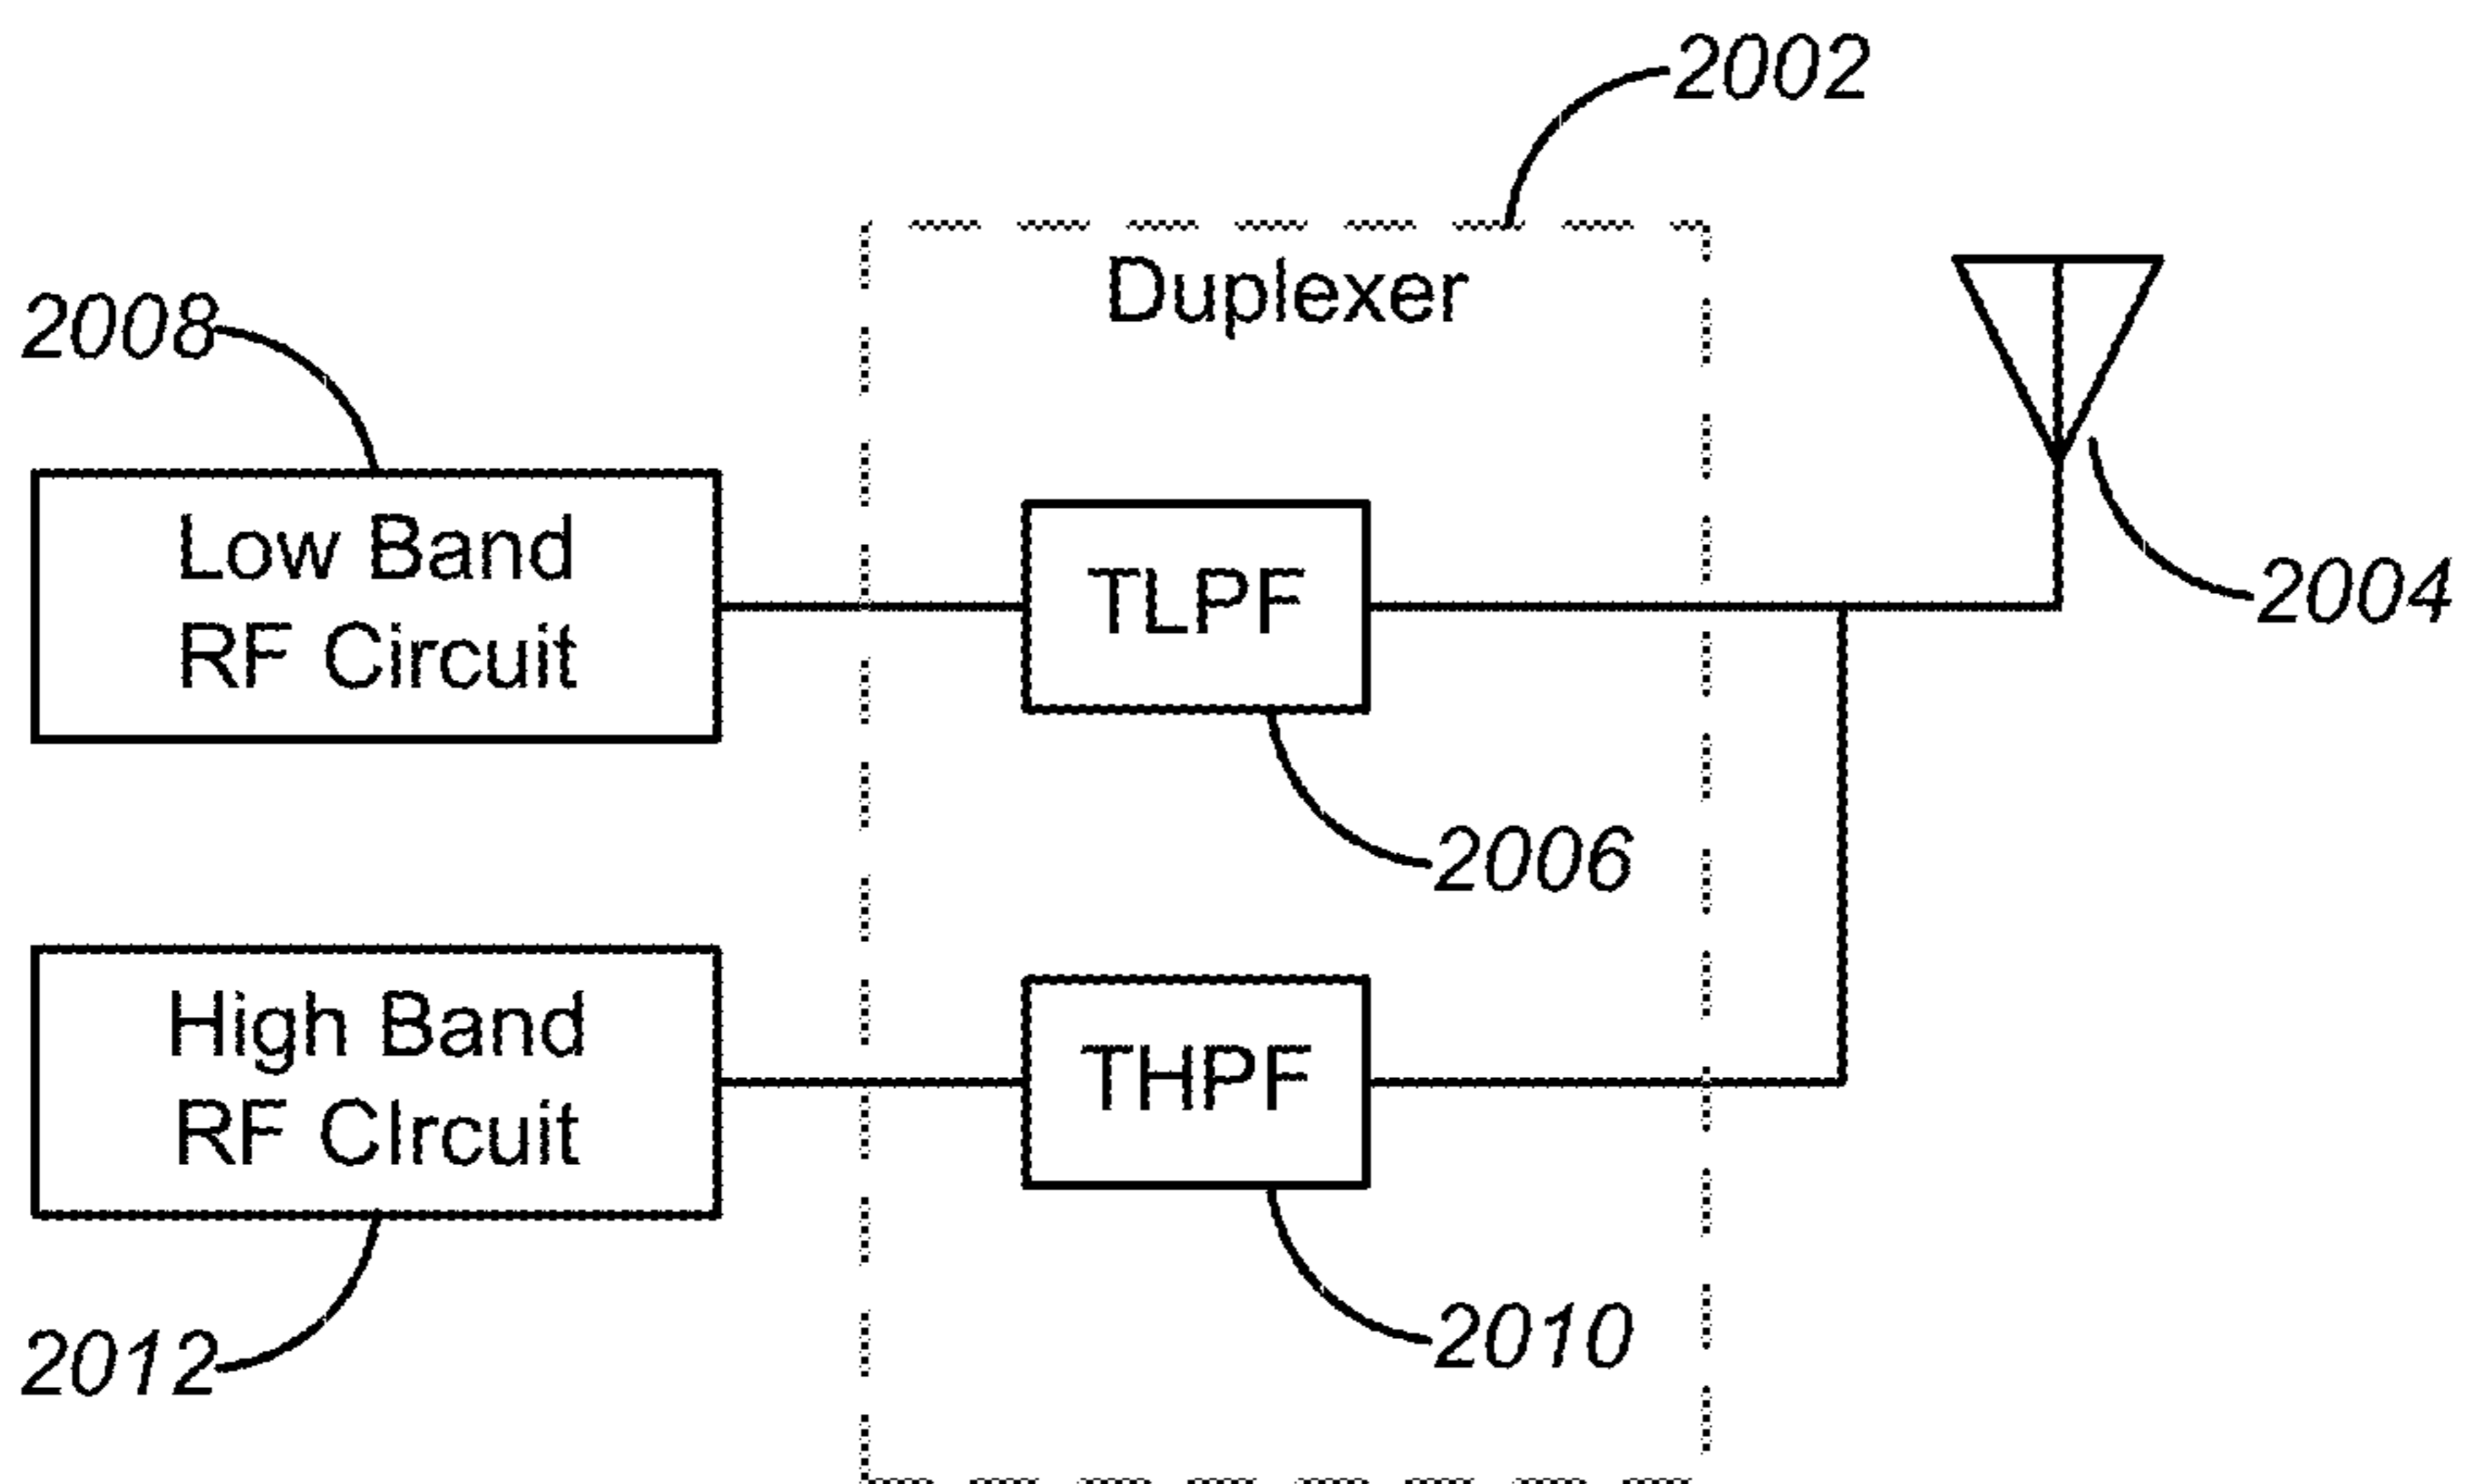 2002
Duplexer
2008
Low Band
RF Circuit
TLPF
2004
2006
High Band
RF CIrcuit
THPF
2010
2012